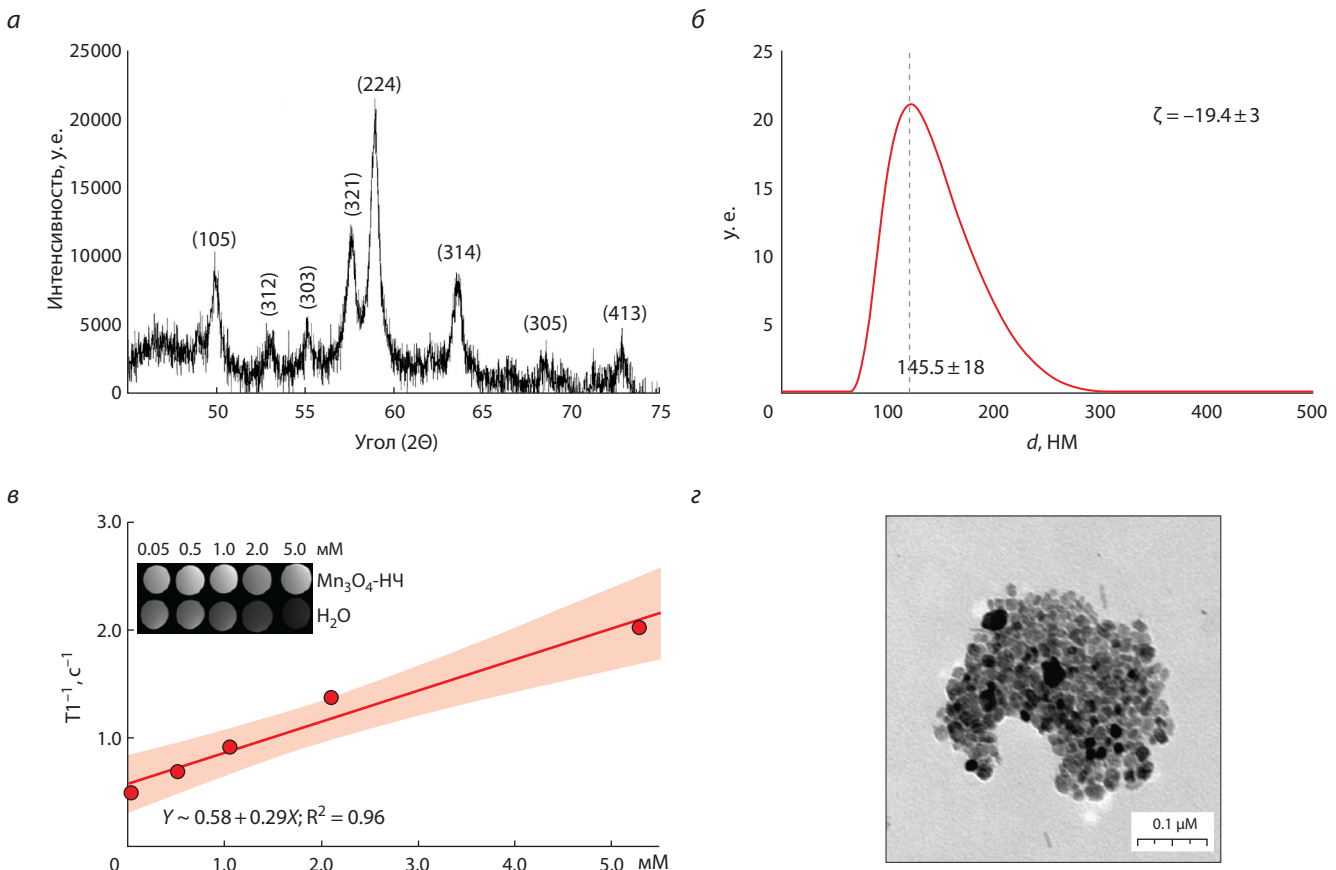 а
25000
20000
15000
10000
5000
0
Интенсивность, у. е.
(105)
(312)
(303)
(321)
(224)
(314)
(305)
(413)
50
55
60
65
70
75
Угол (2Θ)
б
25
20
15
10
5
у. е.
ζ = –19.4 ± 3
145.5 ± 18
0
100
200
300
400
500
d, НМ
в
3.0
2.0
1.0
T1⁻¹, с⁻¹
0.05 0.5 1.0 2.0 5.0 мМ
Mn₃O₄-НЧ
H₂O
Y ~ 0.58 + 0.29X; R² = 0.96
0
1.0
2.0
3.0
4.0
5.0
мМ
г
0.1 μM